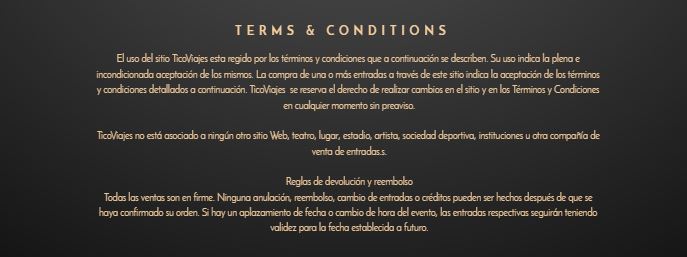 TERMS & CONDITIONS
El uso del sitio TicoViajes esta regido por los términos y condiciones que a continuación se describen. Su uso indica la plena e
incondicionada aceptación de los mismos. La compra de una o más entradas a través de este sitio indica la aceptación de los términos
y condiciones detallados a continuación. TicoViajes se reserva el derecho de realizar cambios en el sitio y en los Términos y Condiciones
en cualquier momento sin preaviso.
TicoViajes no está asociado a ningún otro sitio Web, teatro, lugar, estadio, artista, sociedad deportiva, instituciones u otra compañía de
venta de entradas.s.
Reglas de devolución y reembolso
Todas las ventas son en firme. Ninguna anulación, reembolso, cambio de entradas o créditos pueden ser hechos después de que se
haya confirmado su orden. Si hay un aplazamiento de fecha o cambio de hora del evento, las entradas respectivas seguirán teniendo
validez para la fecha establecida a futuro.